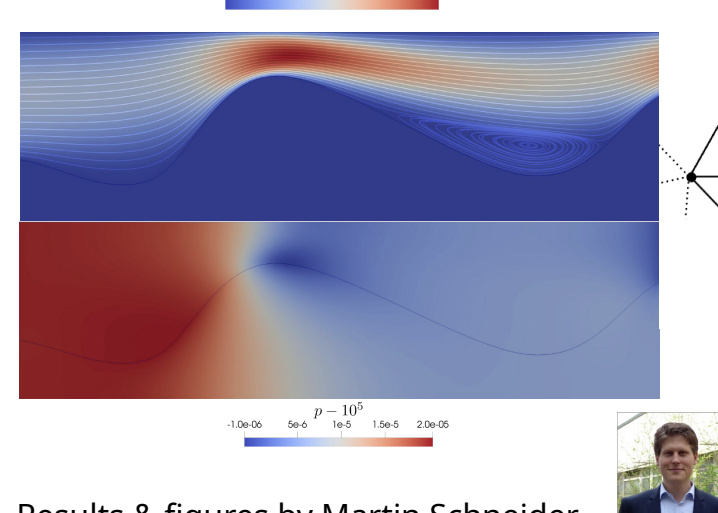 p − 10⁵
-1.0e-06 5e-6 1e-5 1.5e-5 2.0e-05
Results & figures by Martin Schneider